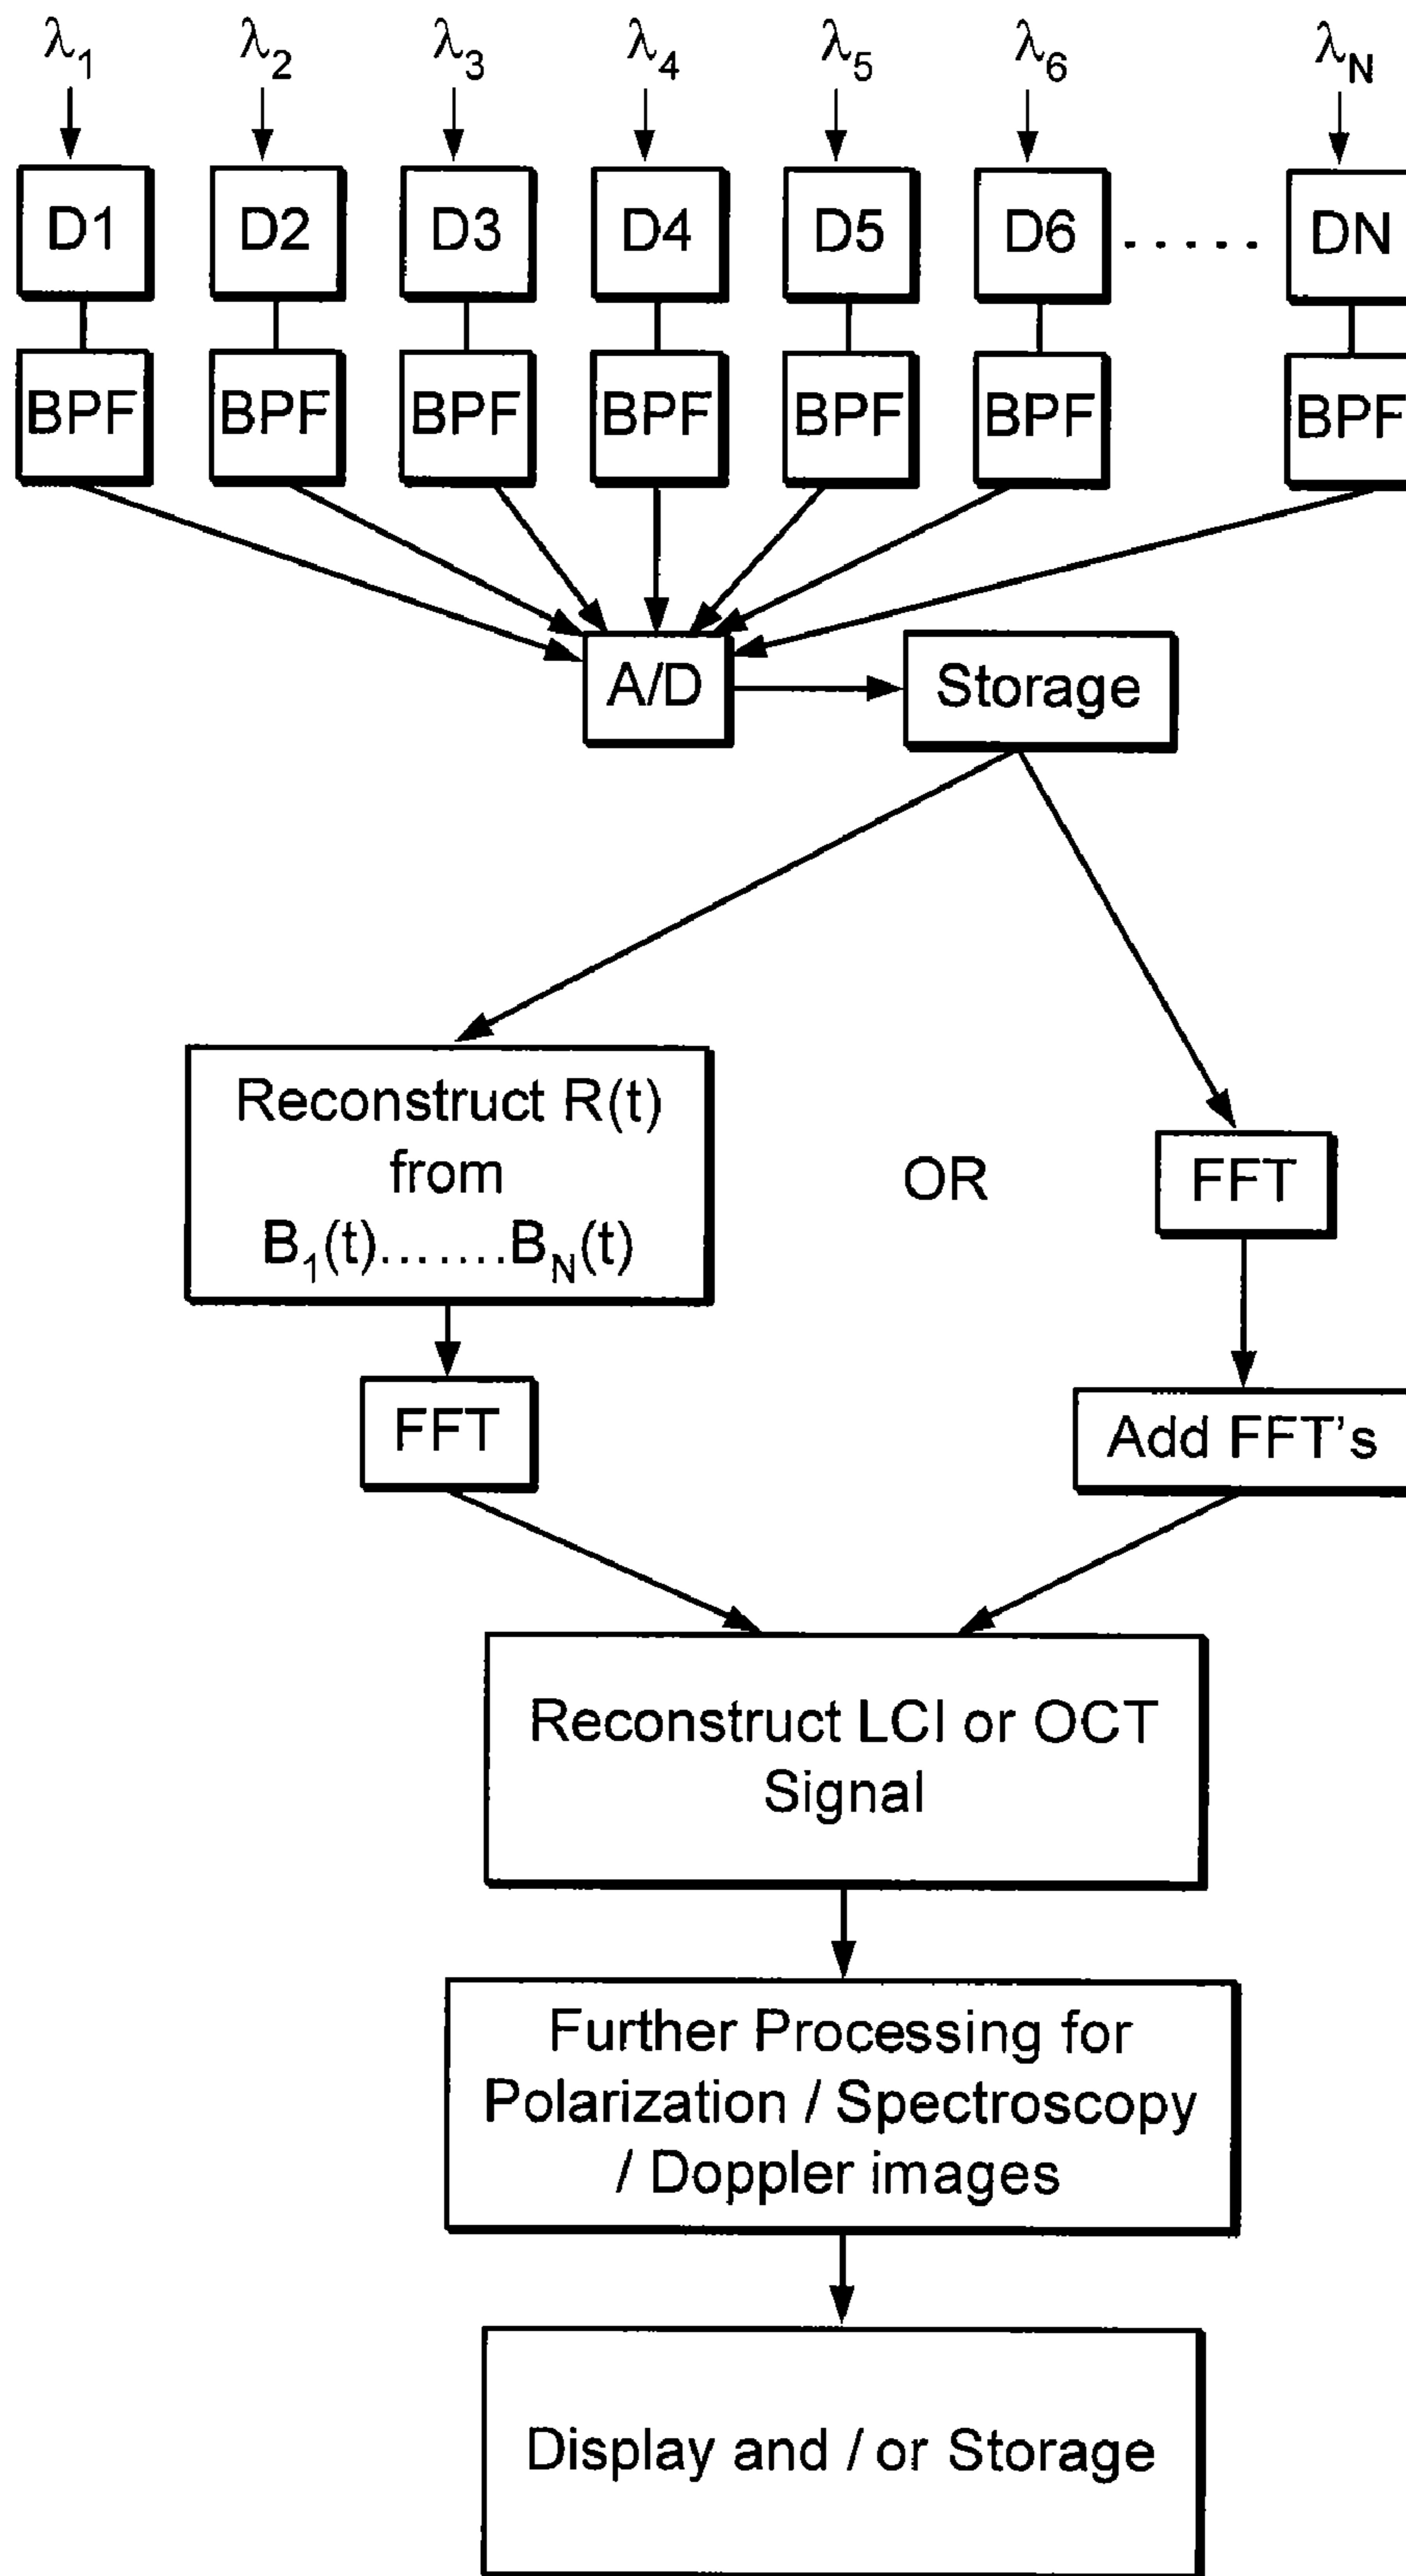 λ1 λ2 λ3 λ4 λ5 λ6 λN
D1 D2 D3 D4 D5 D6 ..... DN
BPF BPF BPF BPF BPF BPF BPF
A/D
Storage
Reconstruct R(t)
from
B1(t).......BN(t)
OR
FFT
FFT
Add FFT's
Reconstruct LCI or OCT
Signal
Further Processing for
Polarization / Spectroscopy
/ Doppler images
Display and / or Storage